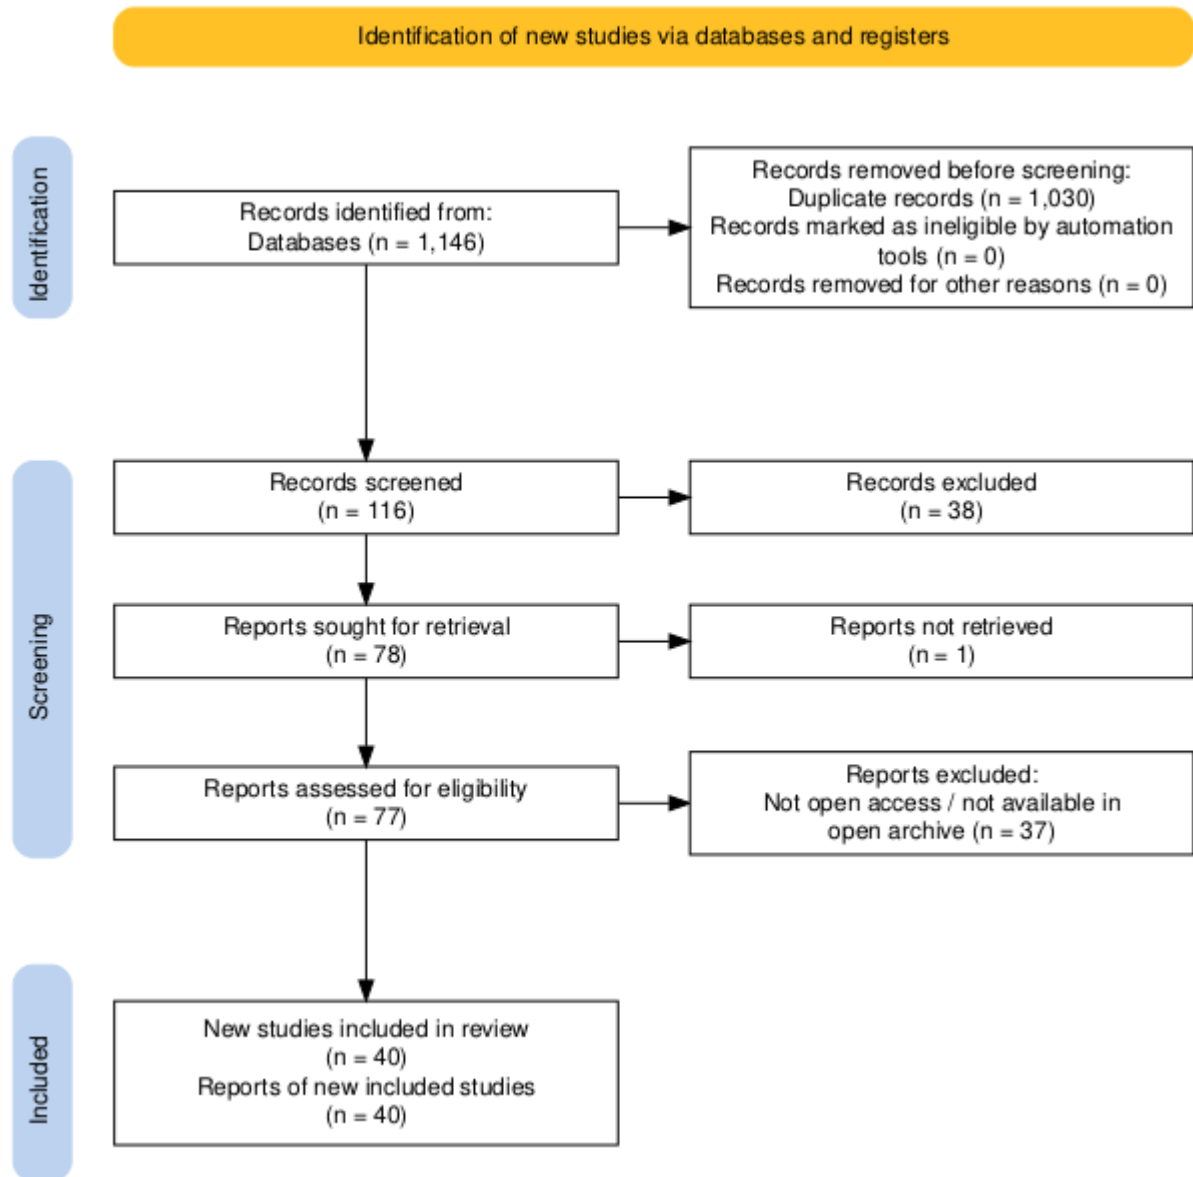 Identification of new studies via databases and registers
Identification
Records identified from:
Databases (n = 1,146)
Records removed before screening:
Duplicate records (n = 1,030)
Records marked as ineligible by automation
tools (n = 0)
Records removed for other reasons (n = 0)
Screening
Records screened
(n = 116)
Records excluded
(n = 38)
Reports sought for retrieval
(n = 78)
Reports not retrieved
(n = 1)
Reports assessed for eligibility
(n = 77)
Reports excluded:
Not open access / not available in
open archive (n = 37)
Included
New studies included in review
(n = 40)
Reports of new included studies
(n = 40)